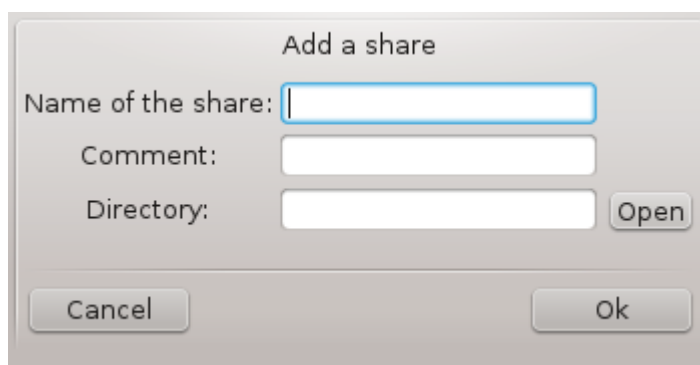 Add a share
Name of the share:
Comment:
Directory: Open
Cancel Ok